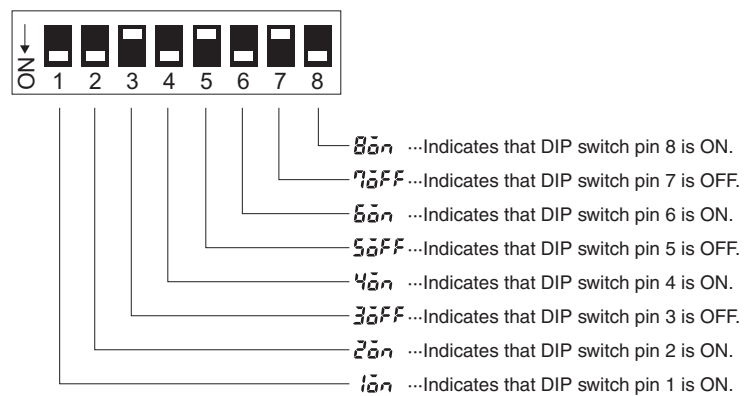 ON
1 2 3 4 5 6 7 8
8on ···Indicates that DIP switch pin 8 is ON.
7oFF ···Indicates that DIP switch pin 7 is OFF.
6on ···Indicates that DIP switch pin 6 is ON.
5oFF ···Indicates that DIP switch pin 5 is OFF.
4on ···Indicates that DIP switch pin 4 is ON.
3oFF ···Indicates that DIP switch pin 3 is OFF.
2on ···Indicates that DIP switch pin 2 is ON.
1on ···Indicates that DIP switch pin 1 is ON.